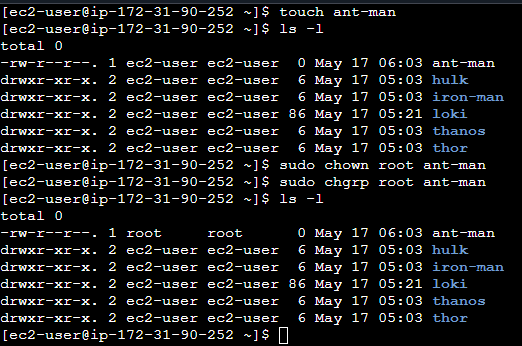 [ec2-user@ip-172-31-90-252 ~]$ touch ant-man
[ec2-user@ip-172-31-90-252 ~]$ ls -l
total 0
-rw-r--r--. 1 ec2-user ec2-user  0 May 17 06:03 ant-man
drwxr-xr-x. 2 ec2-user ec2-user  6 May 17 05:03 hulk
drwxr-xr-x. 2 ec2-user ec2-user  6 May 17 05:03 iron-man
drwxr-xr-x. 2 ec2-user ec2-user 86 May 17 05:21 loki
drwxr-xr-x. 2 ec2-user ec2-user  6 May 17 05:03 thanos
drwxr-xr-x. 2 ec2-user ec2-user  6 May 17 05:03 thor
[ec2-user@ip-172-31-90-252 ~]$ sudo chown root ant-man
[ec2-user@ip-172-31-90-252 ~]$ sudo chgrp root ant-man
[ec2-user@ip-172-31-90-252 ~]$ ls -l
total 0
-rw-r--r--. 1 root     root      0 May 17 06:03 ant-man
drwxr-xr-x. 2 ec2-user ec2-user  6 May 17 05:03 hulk
drwxr-xr-x. 2 ec2-user ec2-user  6 May 17 05:03 iron-man
drwxr-xr-x. 2 ec2-user ec2-user 86 May 17 05:21 loki
drwxr-xr-x. 2 ec2-user ec2-user  6 May 17 05:03 thanos
drwxr-xr-x. 2 ec2-user ec2-user  6 May 17 05:03 thor
[ec2-user@ip-172-31-90-252 ~]$